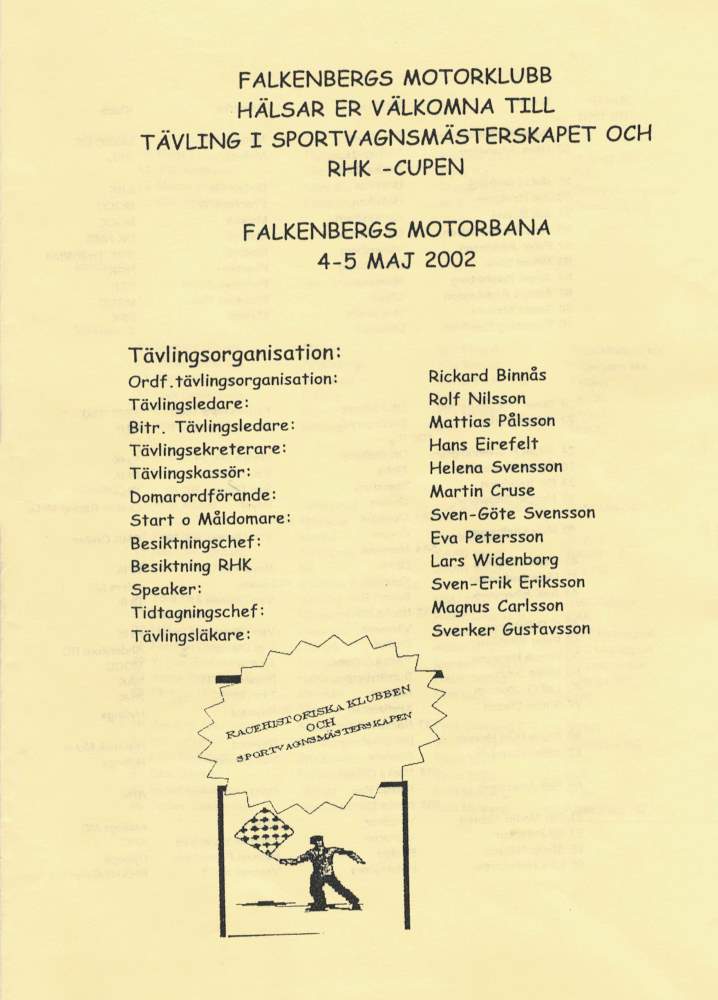 FALKENBERGS MOTORKLUBB
HÄLSAR ER VÄLKOMNA TILL
TÄVLING I SPORTVAGNSMÄSTERSKAPET OCH
RHK -CUPEN
FALKENBERGS MOTORBANA
4-5 MAJ 2002
Tävlingsorganisation:
Ordf.tävlingsorganisation: Rickard Binnås
Tävlingsledare: Rolf Nilsson
Bitr. Tävlingsledare: Mattias Pålsson
Tävlingsekreterare: Hans Eirefelt
Tävlingskassör: Helena Svensson
Domarordförande: Martin Cruse
Start o Måldomare: Sven-Göte Svensson
Besiktningschef: Eva Petersson
Besiktning RHK Lars Widenborg
Speaker: Sven-Erik Eriksson
Tidtagningschef: Magnus Carlsson
Tävlingsläkare: Sverker Gustavsson
RACEHISTORISKA KLUBBEN
OCH
SPORTVAGNSMÄSTERSKAPEN